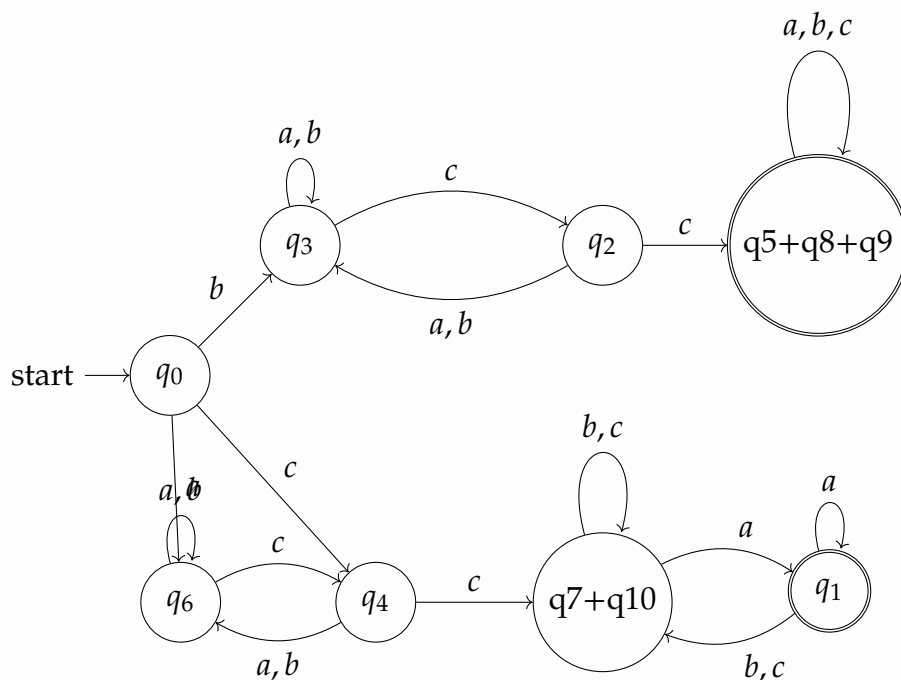 a, b, c
a, b
c
q3
q2
c
q5+q8+q9
b
a, b
start
q0
b, c
c
a, b
a
a
c
q6
q4
c
q7+q10
q1
a, b
b, c